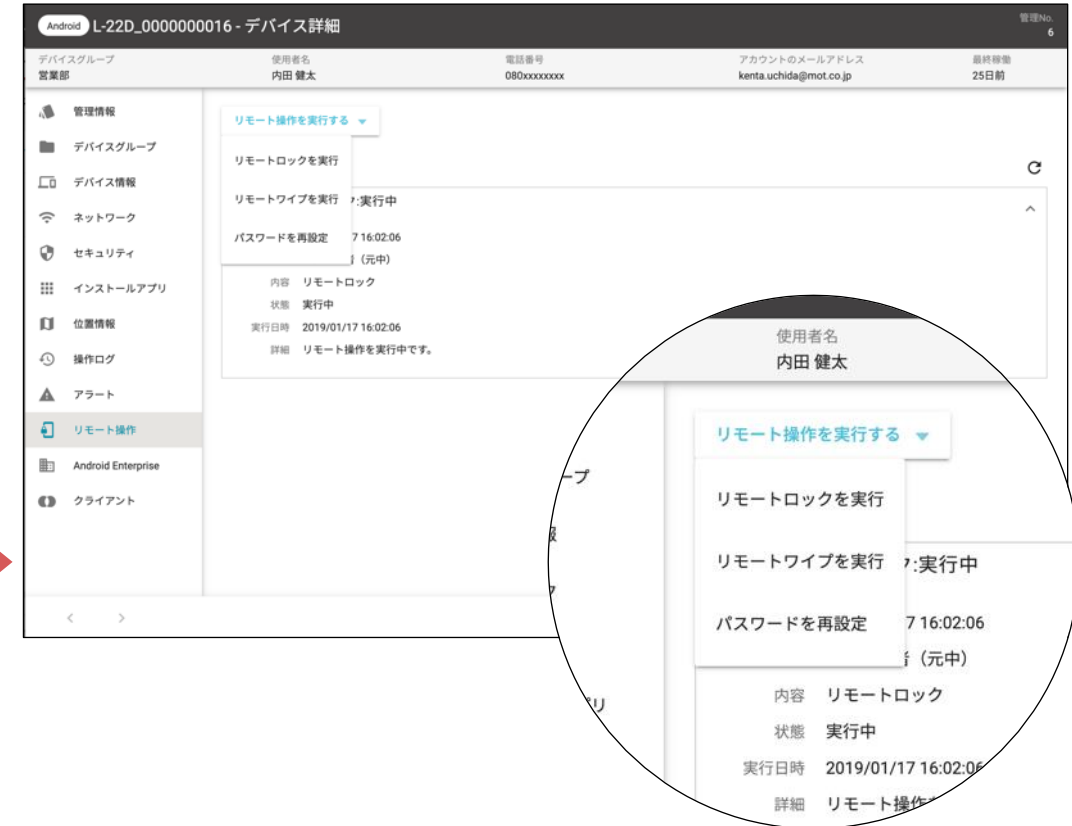 Android L-22D_0000000016 - デバイス詳細
管理No.
6
デバイスグループ 使用者名 電話番号 アカウントのメールアドレス 最終稼働
営業部 内田 健太 080xxxxxxxx kenta.uchida@mot.co.jp 25日前
管理情報
デバイスグループ
デバイス情報
ネットワーク
セキュリティ
インストールアプリ
位置情報
操作ログ
アラート
リモート操作
Android Enterprise
クライアント
リモート操作を実行する
リモートロックを実行
リモートワイプを実行
パスワードを再設定
:実行中
7 16:02:06
(元中)
内容 リモートロック
状態 実行中
実行日時 2019/01/17 16:02:06
詳細 リモート操作を実行中です。
使用者名
内田 健太
リモート操作を実行する
リモートロックを実行
リモートワイプを実行
パスワードを再設定
:実行中
7 16:02:06
(元中)
内容 リモートロック
状態 実行中
実行日時 2019/01/17 16:02:06
詳細 リモート操作
ープ
リ